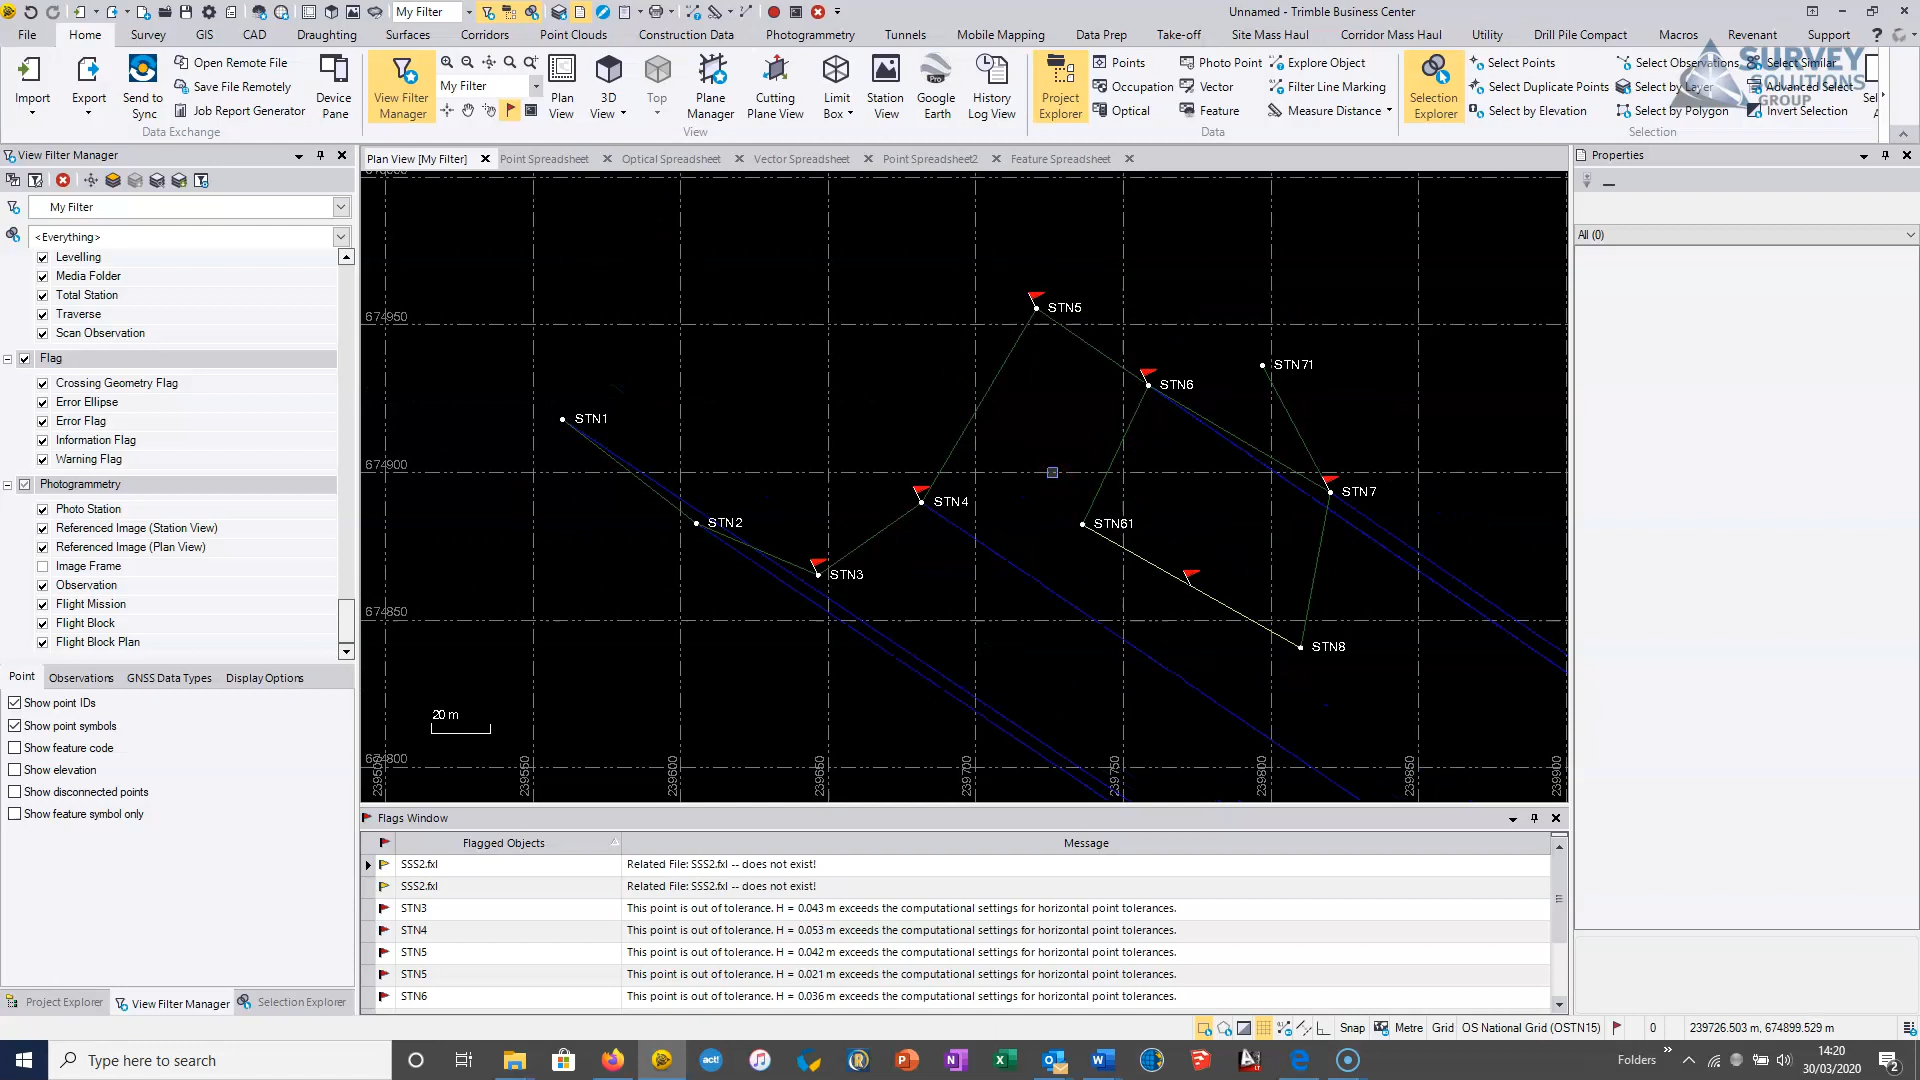 My Filter
Unnamed - Trimble Business Center
File Home Survey GIS CAD Draughting Surfaces Corridors Point Clouds Construction Data Photogrammetry Tunnels Mobile Mapping Data Prep Take-off Site Mass Haul Corridor Mass Haul Utility Drill Pile Compact Macros Revenant Support
Import
Export
Send to Sync
Open Remote File
Save File Remotely
Job Report Generator
Device Pane
Data Exchange
View Filter Manager
My Filter
Plan View
3D View
Top
Plane Manager
Cutting Plane View
Limit Box
Station View
Google Earth
History Log View
View
Project Explorer
Points
Occupation
Optical
Photo Point
Vector
Feature
Explore Object
Filter Line Marking
Measure Distance
Data
Selection Explorer
Select Points
Select Duplicate Points
Select by Elevation
Select Observations
Select by Layer
Select by Polygon
Select Similar
Advanced Select
Invert Selection
Selection
SURVEY
SOLUTIONS
GROUP
View Filter Manager
My Filter
<Everything>
Levelling
Media Folder
Total Station
Traverse
Scan Observation
Flag
Crossing Geometry Flag
Error Ellipse
Error Flag
Information Flag
Warning Flag
Photogrammetry
Photo Station
Referenced Image (Station View)
Referenced Image (Plan View)
Image Frame
Observation
Flight Mission
Flight Block
Flight Block Plan
Point Observations GNSS Data Types Display Options
Show point IDs
Show point symbols
Show feature code
Show elevation
Show disconnected points
Show feature symbol only
Project Explorer View Filter Manager Selection Explorer
Plan View [My Filter] Point Spreadsheet Optical Spreadsheet Vector Spreadsheet Point Spreadsheet2 Feature Spreadsheet
674950
674900
674850
674800
STN5
STN71
STN6
STN1
STN7
STN4
STN2
STN61
STN3
STN8
20 m
239550
239600
239650
239700
239750
239800
239850
239900
Flags Window
Flagged Objects Message
SSS2.fxl Related File: SSS2.fxl -- does not exist!
SSS2.fxl Related File: SSS2.fxl -- does not exist!
STN3 This point is out of tolerance. H = 0.043 m exceeds the computational settings for horizontal point tolerances.
STN4 This point is out of tolerance. H = 0.053 m exceeds the computational settings for horizontal point tolerances.
STN5 This point is out of tolerance. H = 0.042 m exceeds the computational settings for horizontal point tolerances.
STN5 This point is out of tolerance. H = 0.021 m exceeds the computational settings for horizontal point tolerances.
STN6 This point is out of tolerance. H = 0.036 m exceeds the computational settings for horizontal point tolerances.
Properties
All (0)
Snap Metre Grid OS National Grid (OSTN15) 0 239726.503 m, 674899.529 m
Type here to search
act!
Folders
14:20
30/03/2020
2